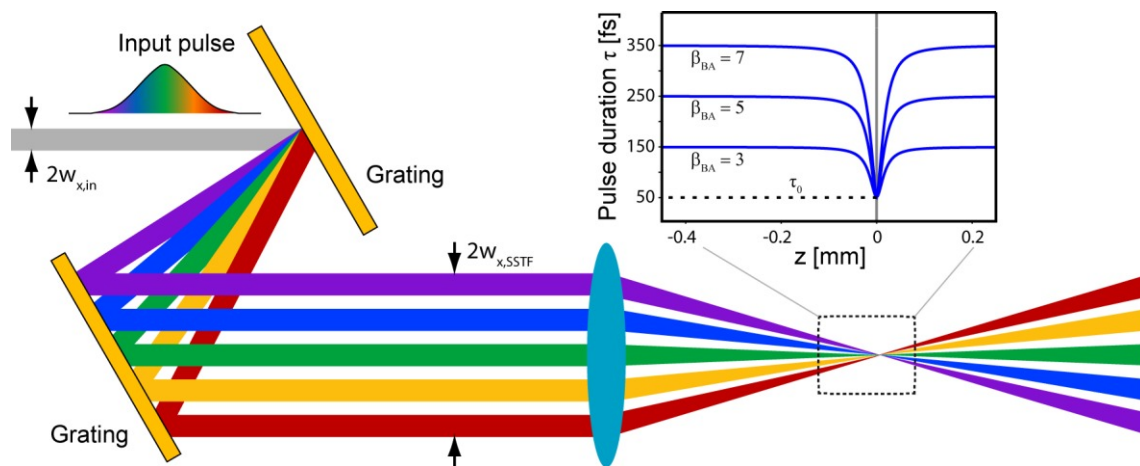 Input pulse
2w_x,in
Grating
Grating
2w_x,SSTF
Pulse duration τ [fs]
350
250
150
50
β_BA = 7
β_BA = 5
β_BA = 3
τ_0
-0.4
-0.2
0
0.2
z [mm]